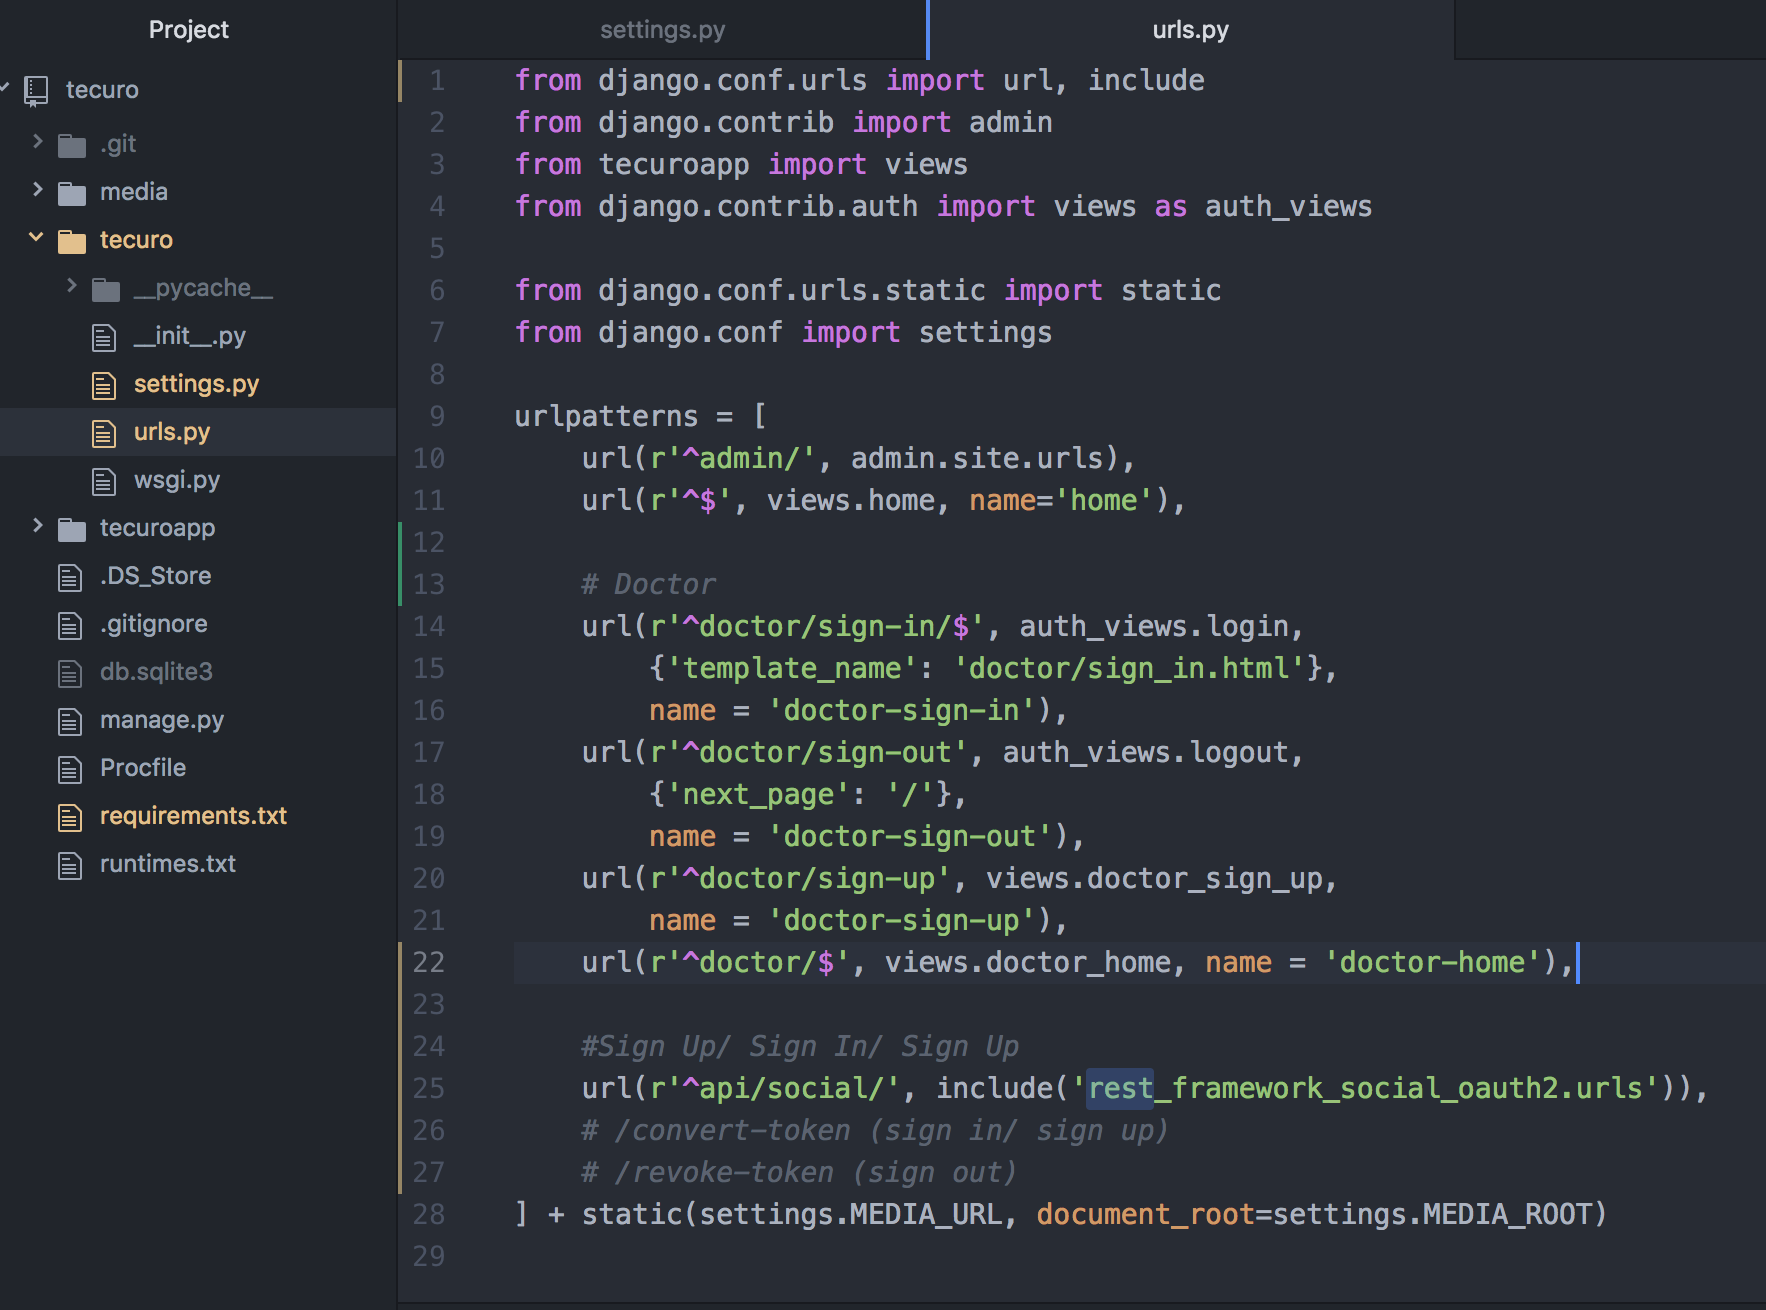 Project
tecuro
.git
media
tecuro
__pycache__
__init__.py
settings.py
urls.py
wsgi.py
tecuroapp
.DS_Store
.gitignore
db.sqlite3
manage.py
Procfile
requirements.txt
runtimes.txt
settings.py
urls.py
1 from django.conf.urls import url, include
2 from django.contrib import admin
3 from tecuroapp import views
4 from django.contrib.auth import views as auth_views
5
6 from django.conf.urls.static import static
7 from django.conf import settings
8
9 urlpatterns = [
10     url(r'^admin/', admin.site.urls),
11     url(r'^$', views.home, name='home'),
12
13     # Doctor
14     url(r'^doctor/sign-in/$', auth_views.login,
15         {'template_name': 'doctor/sign_in.html'},
16         name = 'doctor-sign-in'),
17     url(r'^doctor/sign-out', auth_views.logout,
18         {'next_page': '/'},
19         name = 'doctor-sign-out'),
20     url(r'^doctor/sign-up', views.doctor_sign_up,
21         name = 'doctor-sign-up'),
22     url(r'^doctor/$', views.doctor_home, name = 'doctor-home'),
23
24     #Sign Up/ Sign In/ Sign Up
25     url(r'^api/social/', include('rest_framework_social_oauth2.urls')),
26     # /convert-token (sign in/ sign up)
27     # /revoke-token (sign out)
28 ] + static(settings.MEDIA_URL, document_root=settings.MEDIA_ROOT)
29